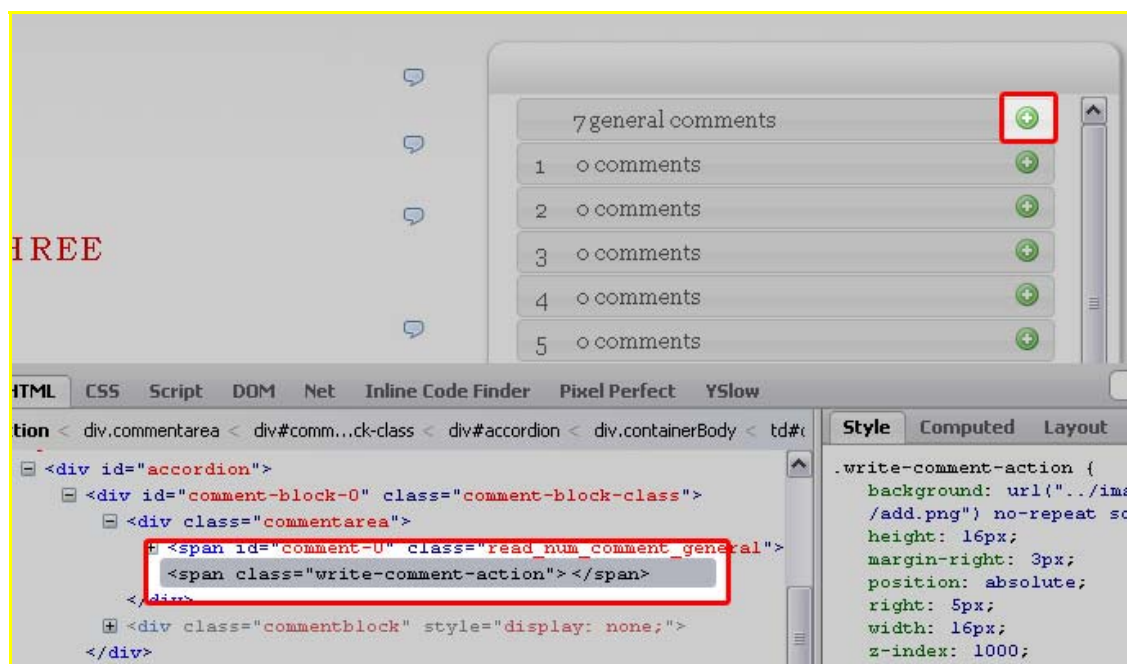 7 general comments
1 0 comments
2 0 comments
HREE
3 0 comments
4 0 comments
5 0 comments
HTML CSS Script DOM Net Inline Code Finder Pixel Perfect YSlow
tion < div.commentarea < div#comm...ck-class < div#accordion < div.containerBody < td#c
Style Computed Layout
<div id="accordion">
<div id="comment-block-0" class="comment-block-class">
<div class="commentarea">
<span id="comment-0" class="read_num_comment_general">
<span class="write-comment-action"></span>
</div>
<div class="commentblock" style="display: none;">
</div>
.write-comment-action {
background: url("../ima
/add.png") no-repeat sc
height: 16px;
margin-right: 3px;
position: absolute;
right: 5px;
width: 16px;
z-index: 1000;